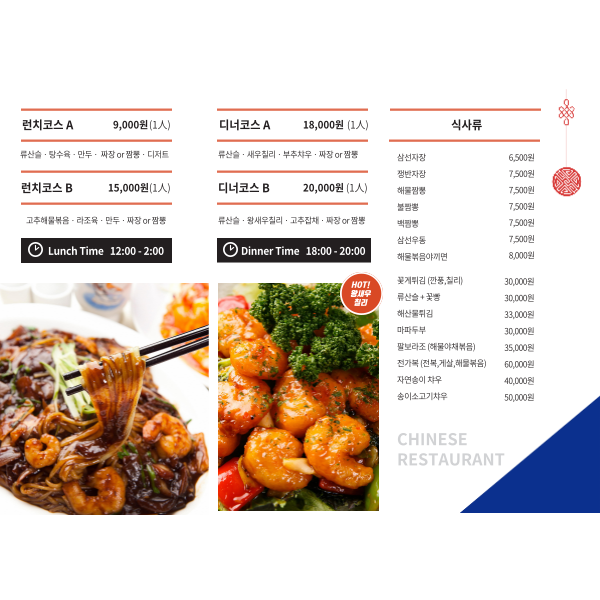 런치코스 A 9,000원(1人)
류산슬 · 탕수육 · 만두 · 짜장 or 짬뽕 · 디저트
런치코스 B 15,000원(1人)
고추해물볶음 · 라조육 · 만두 · 짜장 or 짬뽕
Lunch Time 12:00 - 2:00
디너코스 A 18,000원 (1人)
류산슬 · 새우칠리 · 부추챠우 · 짜장 or 짬뽕
디너코스 B 20,000원 (1人)
류산슬 · 왕새우칠리 · 고추잡채 · 짜장 or 짬뽕
Dinner Time 18:00 - 20:00
HOT!
왕새우
칠리
식사류
삼선자장 6,500원
쟁반자장 7,500원
해물짬뽕 7,500원
불짬뽕 7,500원
백짬뽕 7,500원
삼선우동 7,500원
해물볶음야끼면 8,000원
꽃게튀김 (깐풍,칠리) 30,000원
류산슬 + 꽃빵 30,000원
해산물튀김 33,000원
마파두부 30,000원
팔보라조 (해물야채볶음) 35,000원
전가복 (전복,게살,해물볶음) 60,000원
자연송이 챠우 40,000원
송이소고기챠우 50,000원
CHINESE
RESTAURANT